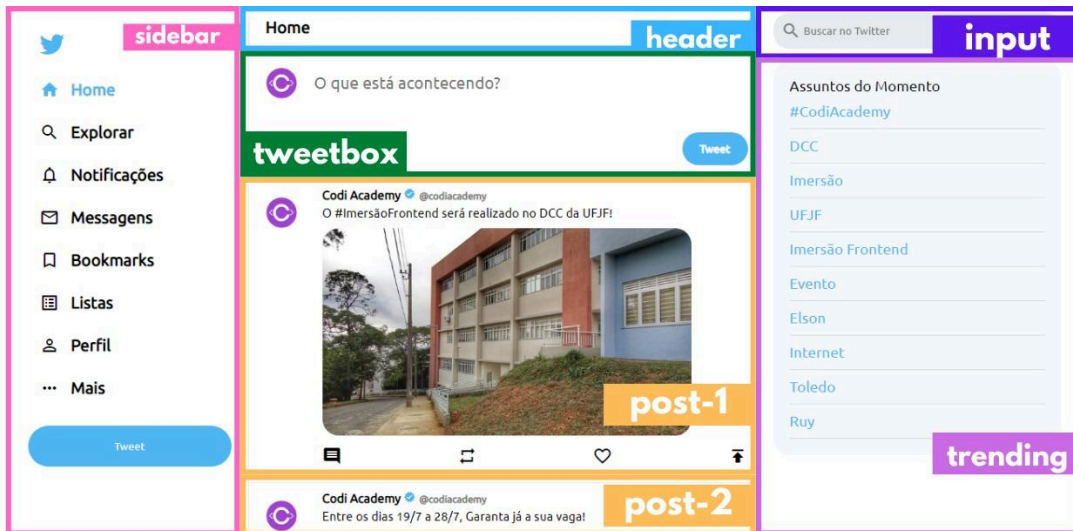 sidebar
Home
Explorar
Notificações
Messagens
Bookmarks
Listas
Perfil
Mais
Tweet
Home
header
O que está acontecendo?
tweetbox
Tweet
Codi Academy @codiacademy
O #ImersãoFrontend será realizado no DCC da UFJF!
post-1
Codi Academy @codiacademy
Entre os dias 19/7 a 28/7, Garanta já a sua vaga!
post-2
Buscar no Twitter
input
Assuntos do Momento
#CodiAcademy
DCC
Imersão
UFJF
Imersão Frontend
Evento
Elson
Internet
Toledo
Ruy
trending